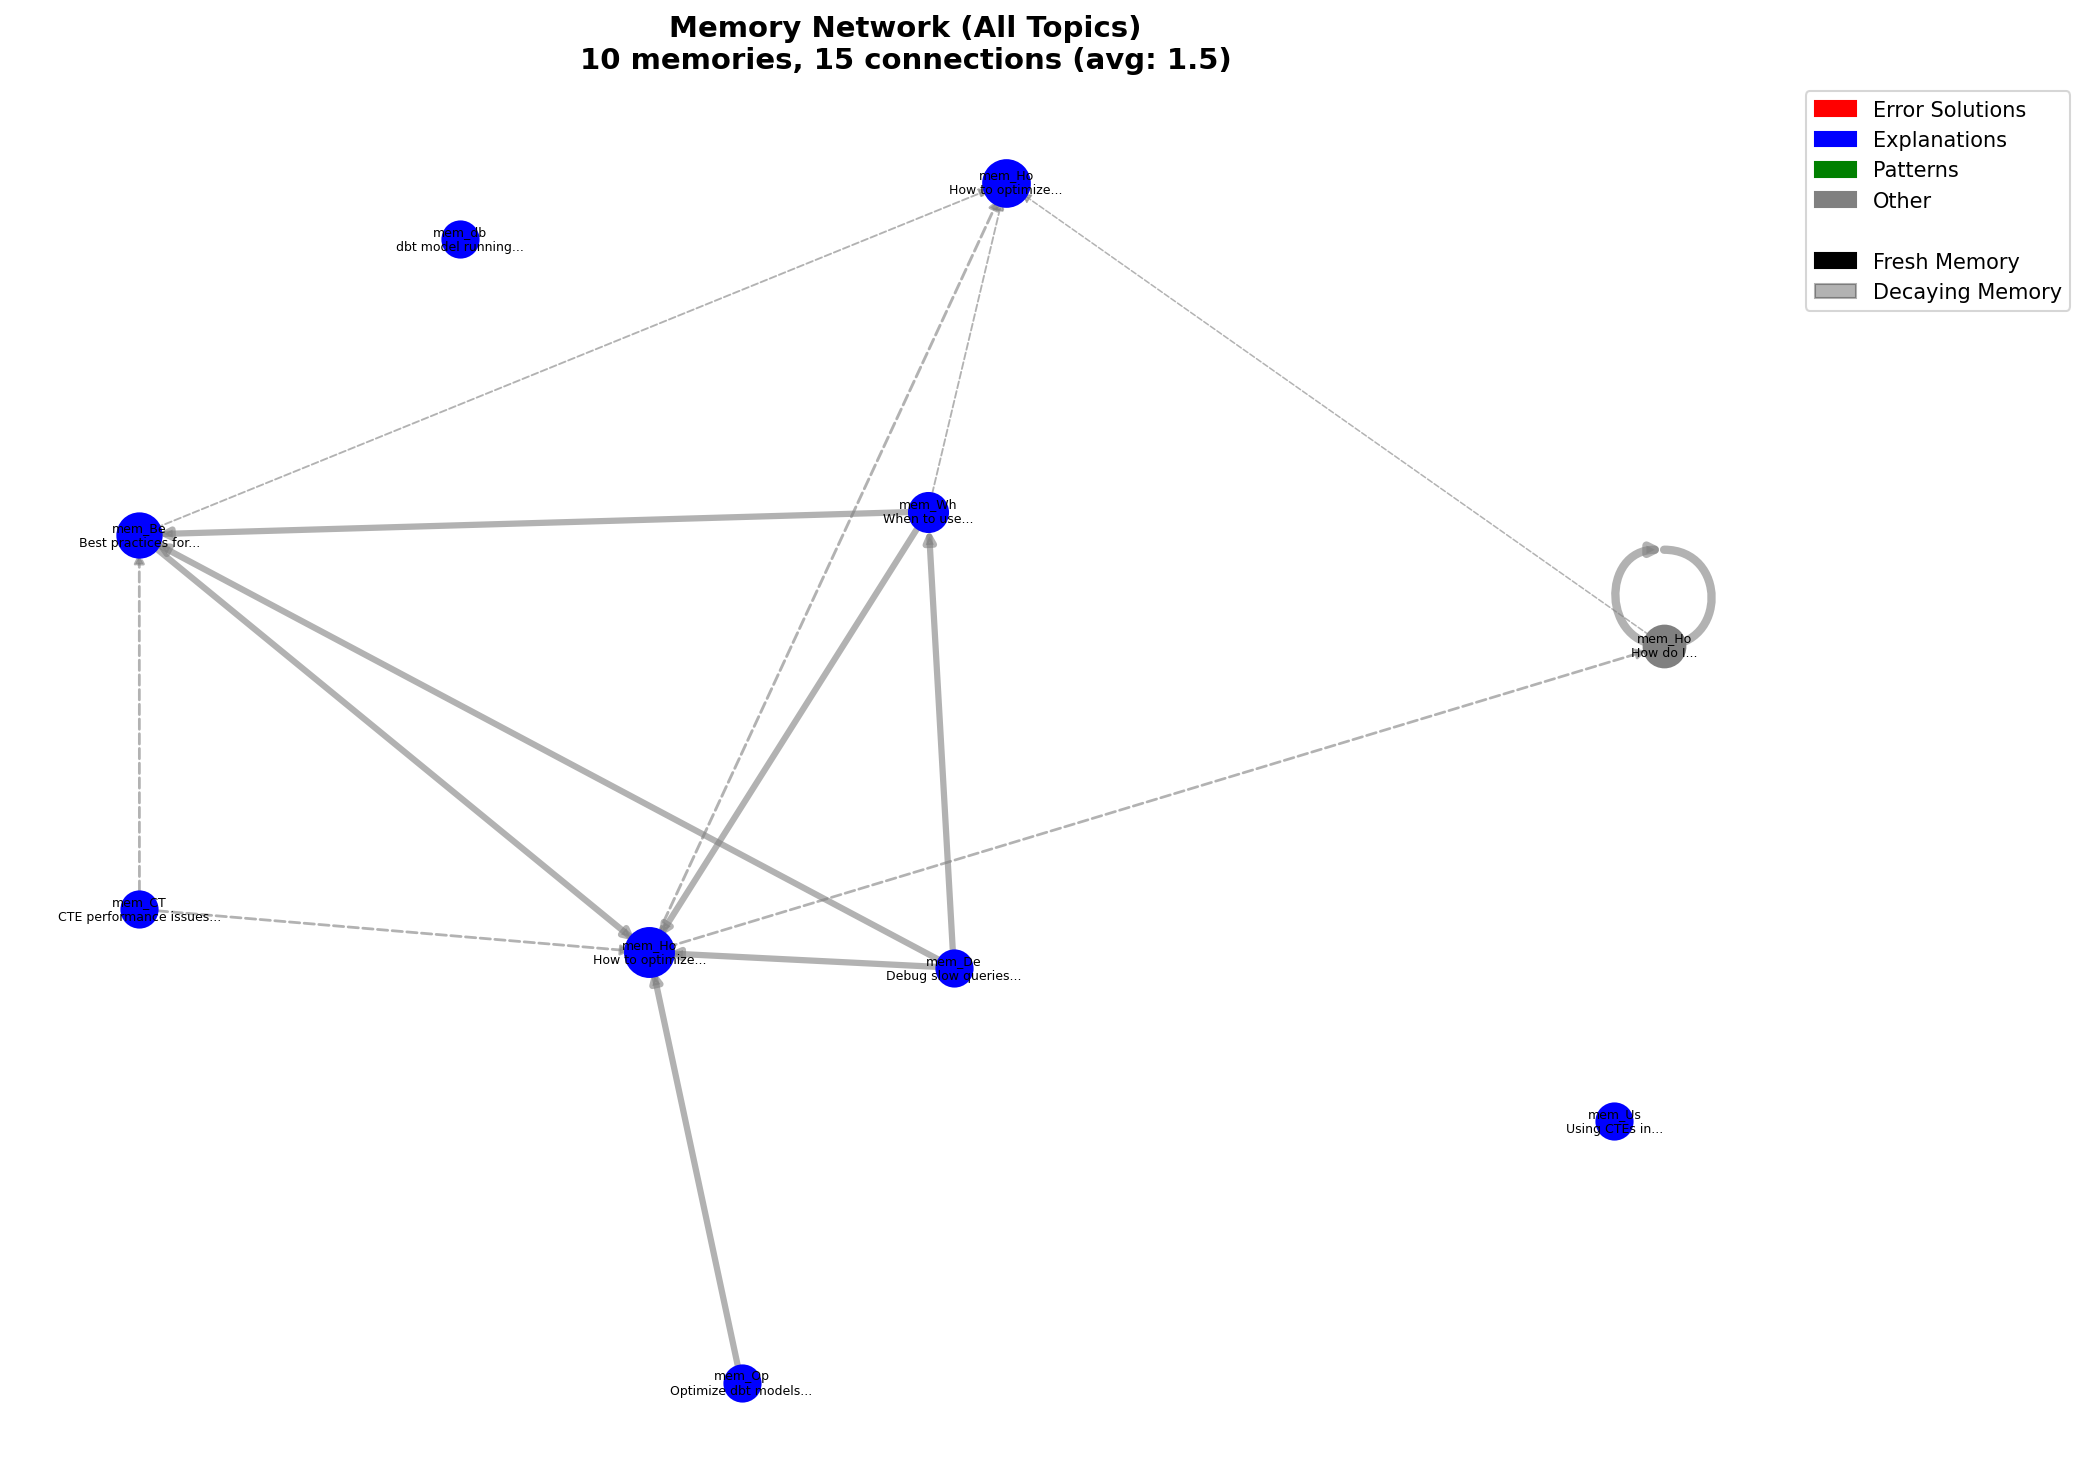 Memory Network (All Topics)
10 memories, 15 connections (avg: 1.5)
Error Solutions
Explanations
Patterns
Other
Fresh Memory
Decaying Memory
mem_Ho
How to optimize...
mem_db
dbt model running...
mem_Wh
When to use...
mem_Be
Best practices for...
mem_Ho
How do I...
mem_CT
CTE performance issues...
mem_Ho
How to optimize...
mem_De
Debug slow queries...
mem_Us
Using CTEs in...
mem_Op
Optimize dbt models...